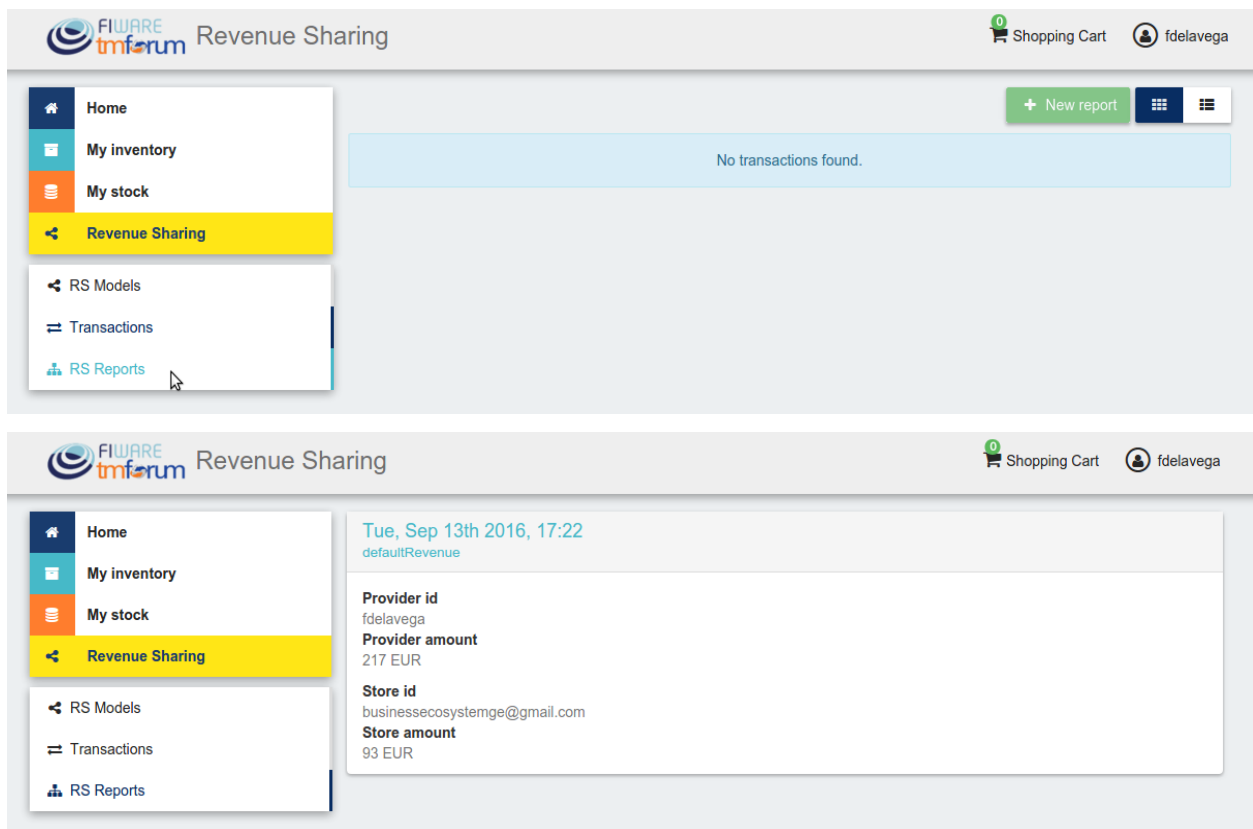 FIWARE
tmforum
Revenue Sharing
0
Shopping Cart
fdelavega
Home
My inventory
My stock
Revenue Sharing
RS Models
Transactions
RS Reports
+ New report
No transactions found.
FIWARE
tmforum
Revenue Sharing
0
Shopping Cart
fdelavega
Home
My inventory
My stock
Revenue Sharing
RS Models
Transactions
RS Reports
Tue, Sep 13th 2016, 17:22
defaultRevenue
Provider id
fdelavega
Provider amount
217 EUR
Store id
businessecosystemge@gmail.com
Store amount
93 EUR